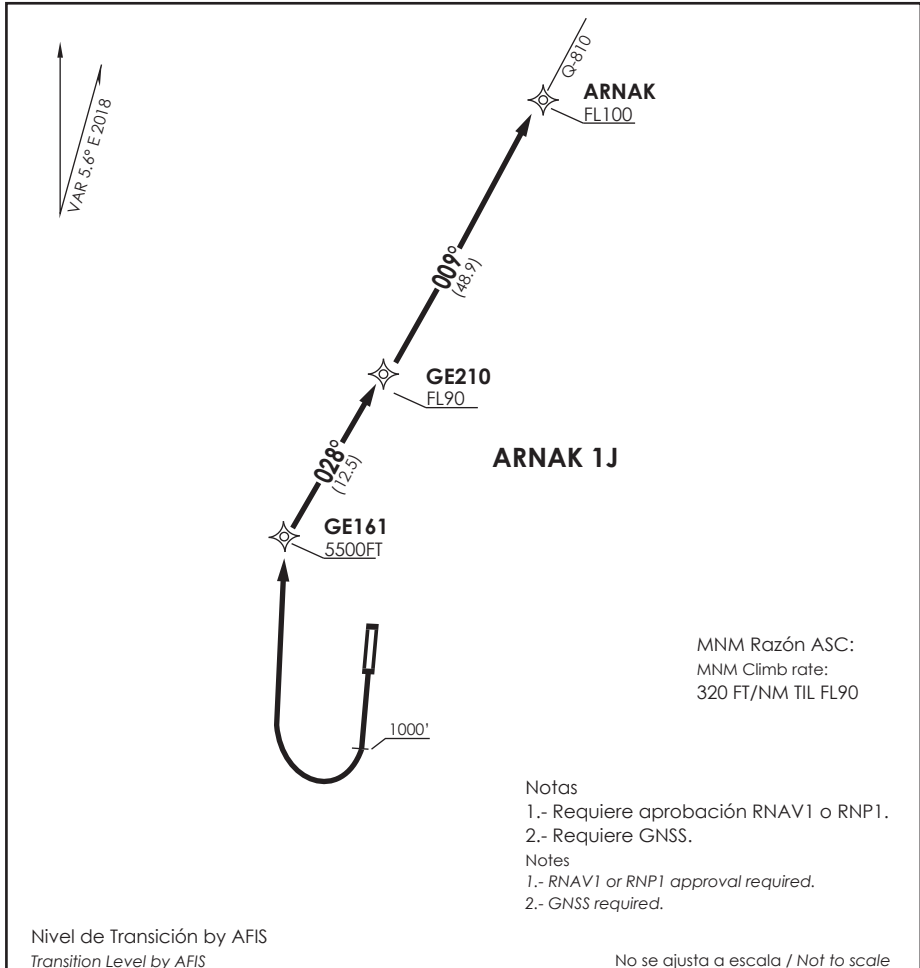 Q-810
ARNAK
FL100
VAR 5.6° E 2018
009°
(48.9)
GE210
FL90
028°
(12.5)
ARNAK 1J
GE161
5500FT
1000'
MNM Razón ASC:
MNM Climb rate:
320 FT/NM TIL FL90
Notas
1.- Requiere aprobación RNAV1 o RNP1.
2.- Requiere GNSS.
Notes
1.- RNAV1 or RNP1 approval required.
2.- GNSS required.
Nivel de Transición by AFIS
Transition Level by AFIS
No se ajusta a escala / Not to scale